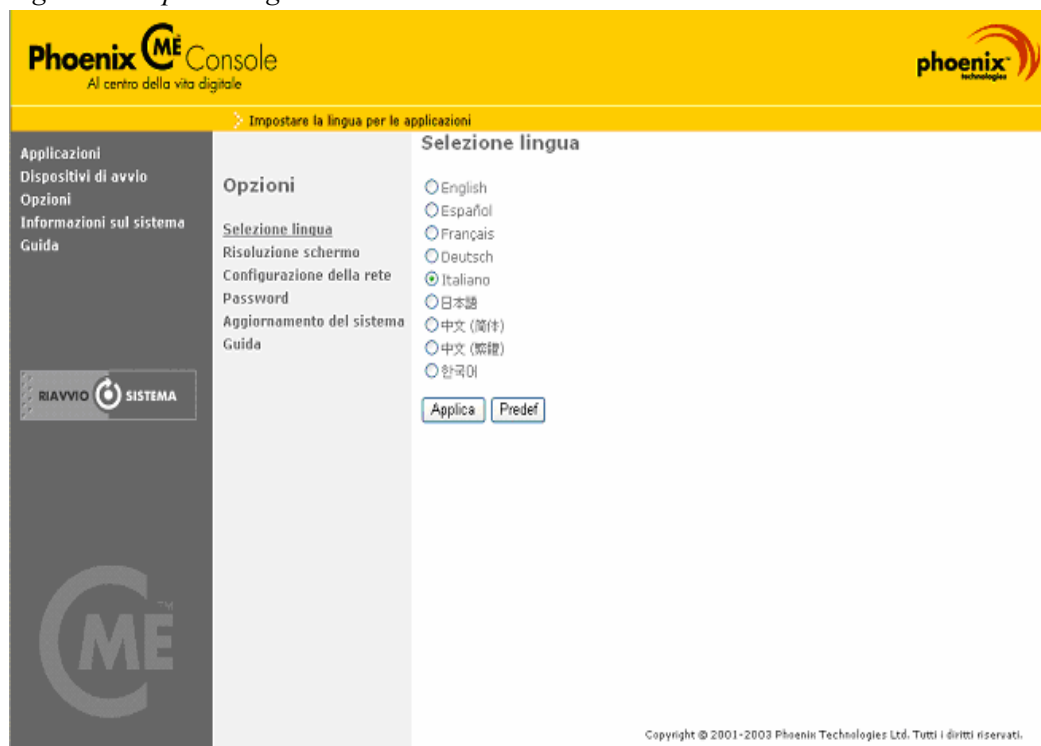 Phoenix CME Console
Al centro della vita digitale
phoenix
technologies
Impostare la lingua per le applicazioni
Applicazioni
Dispositivi di avvio
Opzioni
Informazioni sul sistema
Guida
RIAVVIO SISTEMA
CME™
Opzioni
Selezione lingua
Risoluzione schermo
Configurazione della rete
Password
Aggiornamento del sistema
Guida
Selezione lingua
English
Español
Français
Deutsch
Italiano
日本語
中文 (简体)
中文 (繁體)
한국어
Applica Predef
Copyright © 2001-2003 Phoenix Technologies Ltd. Tutti i diritti riservati.